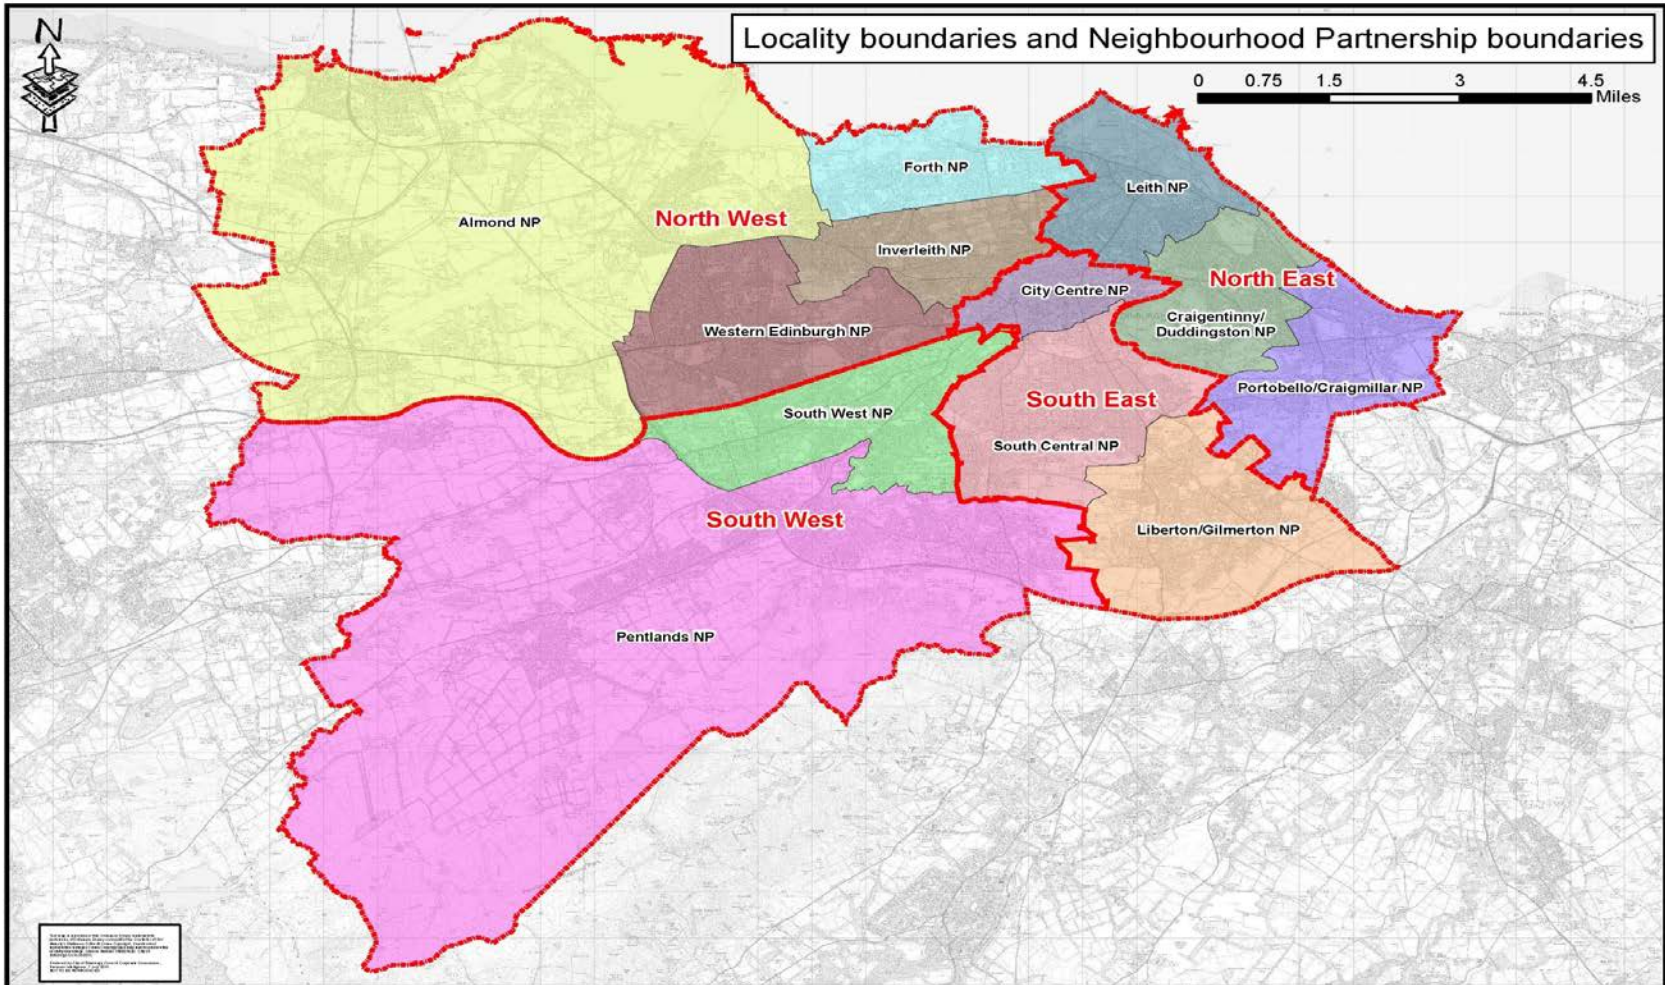 N
Locality boundaries and Neighbourhood Partnership boundaries
0 0.75 1.5 3 4.5
Miles
Forth NP
Leith NP
Almond NP
North West
Inverleith NP
North East
City Centre NP
Western Edinburgh NP
Craigentinny/
Duddingston NP
Portobello/Craigmillar NP
South East
South West NP
South Central NP
South West
Liberton/Gilmerton NP
Pentlands NP